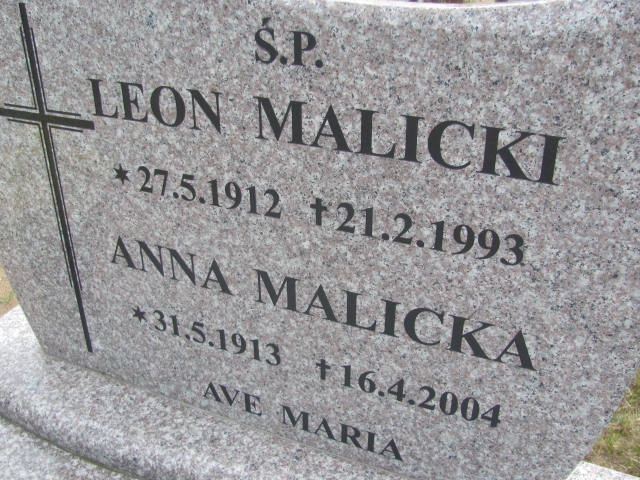 Ś.P.
LEON MALICKI
*27.5.1912 †21.2.1993
ANNA MALICKA
*31.5.1913 †16.4.2004
AVE MARIA